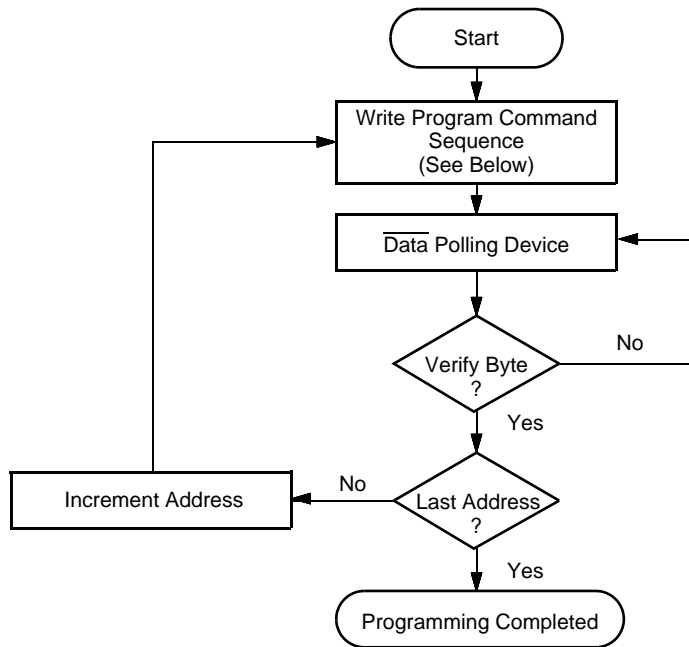 Start
Write Program Command
Sequence
(See Below)
Data Polling Device
Verify Byte
?
No
Yes
Last Address
?
No
Increment Address
Yes
Programming Completed